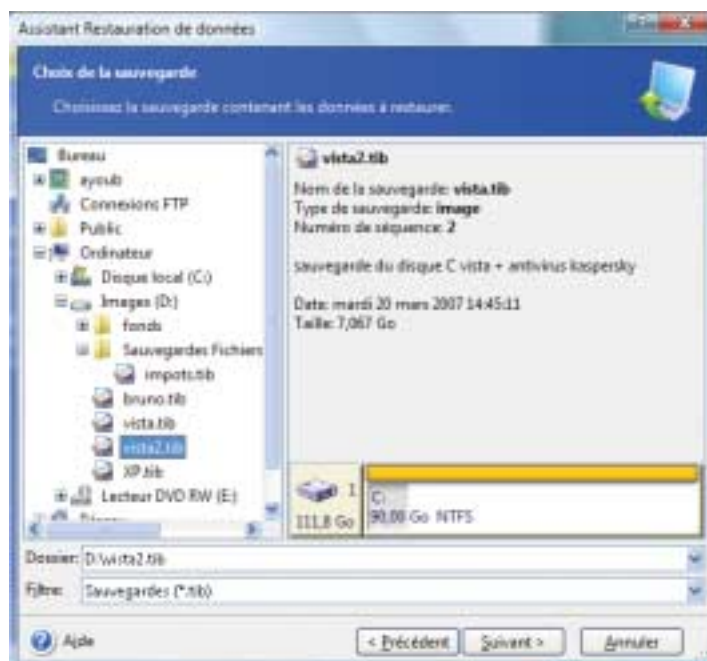 Assistant Restauration de données
Choix de la sauvegarde
Choisissez la sauvegarde contenant les données à restaurer.
Bureau
ayoub
Connexions FTP
Public
Ordinateur
Disque local (C:)
Images (D:)
fonds
Sauvegardes Fichiers
impots.tib
bruno.tib
vista.tib
vista2.tib
XP.tib
Lecteur DVD RW (E:)
Réseau
vista2.tib
Nom de la sauvegarde: vista.tib
Type de sauvegarde: image
Numéro de séquence: 2
sauvegarde du disque C vista + antivirus kaspersky
Date: mardi 20 mars 2007 14:45:11
Taille: 7,067 Go
1
111,8 Go
C:
90,00 Go NTFS
Dossier: D:\vista2.tib
Filtre: Sauvegardes (*.tib)
Ajde
< Précédent
Suivant >
Annuler